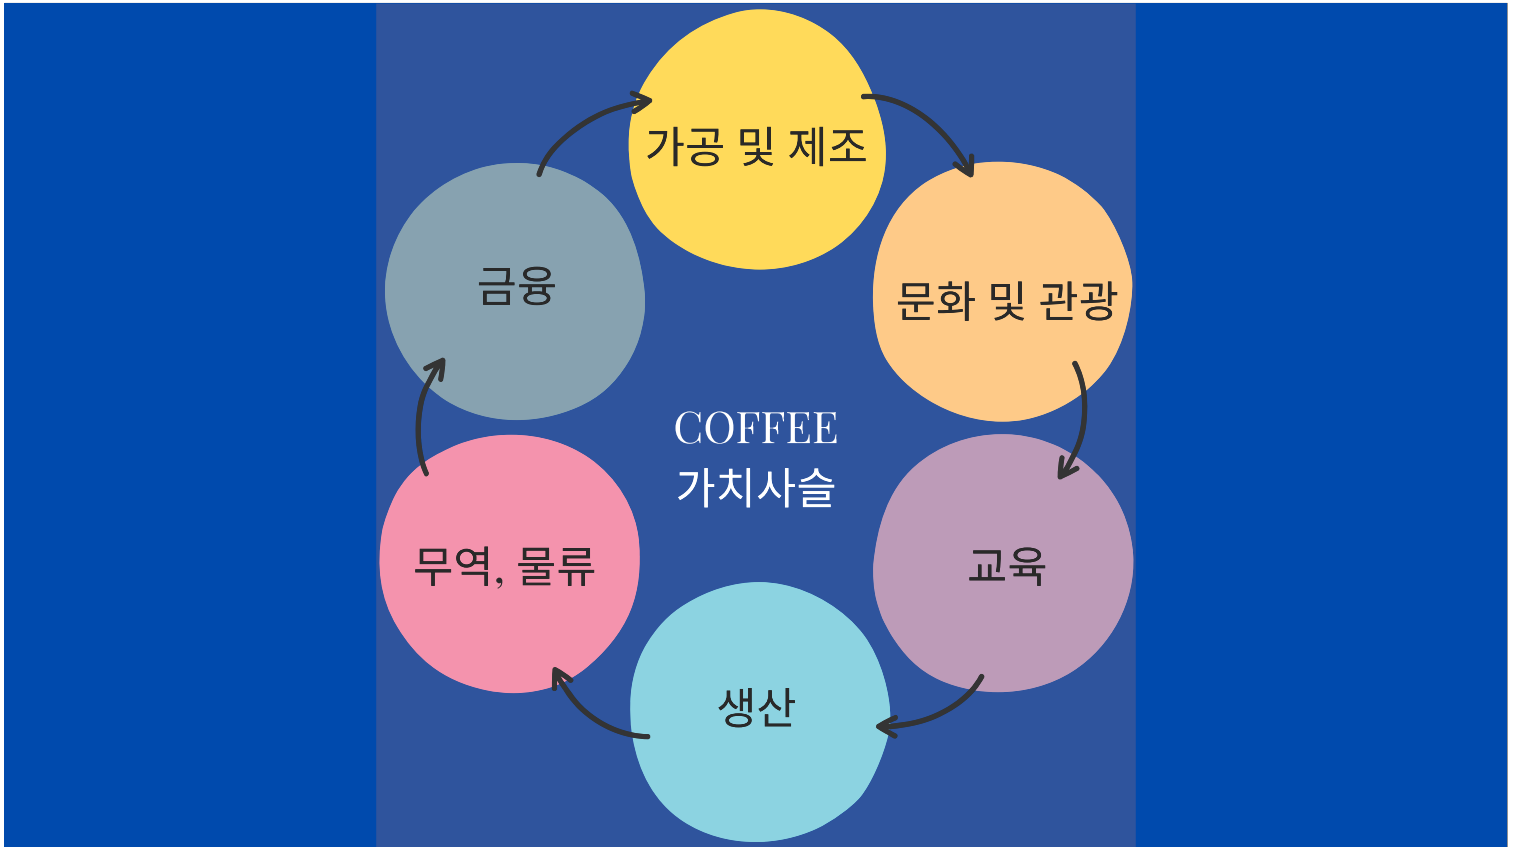 가공 및 제조
금융
문화 및 관광
COFFEE
가치사슬
무역, 물류
교육
생산